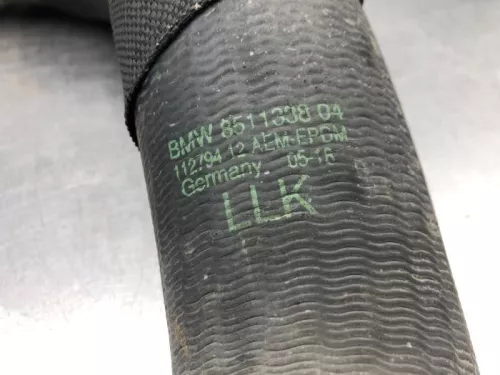 BMW 8511338 04
112794 12 AEM-EPDM
Germany 05-16
LLK